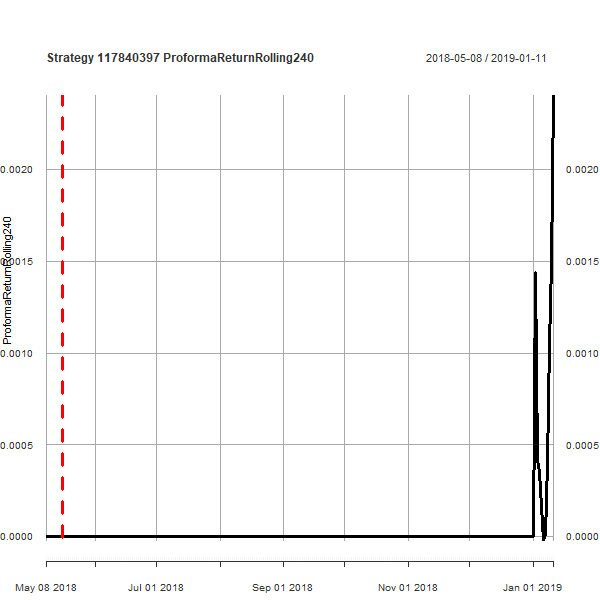 Strategy 117840397 ProformaReturnRolling240
2018-05-08 / 2019-01-11
0.0020
0.0020
ProformaReturnRolling240
0.0015
0.0015
0.0010
0.0010
0.0005
0.0005
0.0000
0.0000
May 08 2018
Jul 01 2018
Sep 01 2018
Nov 01 2018
Jan 01 2019